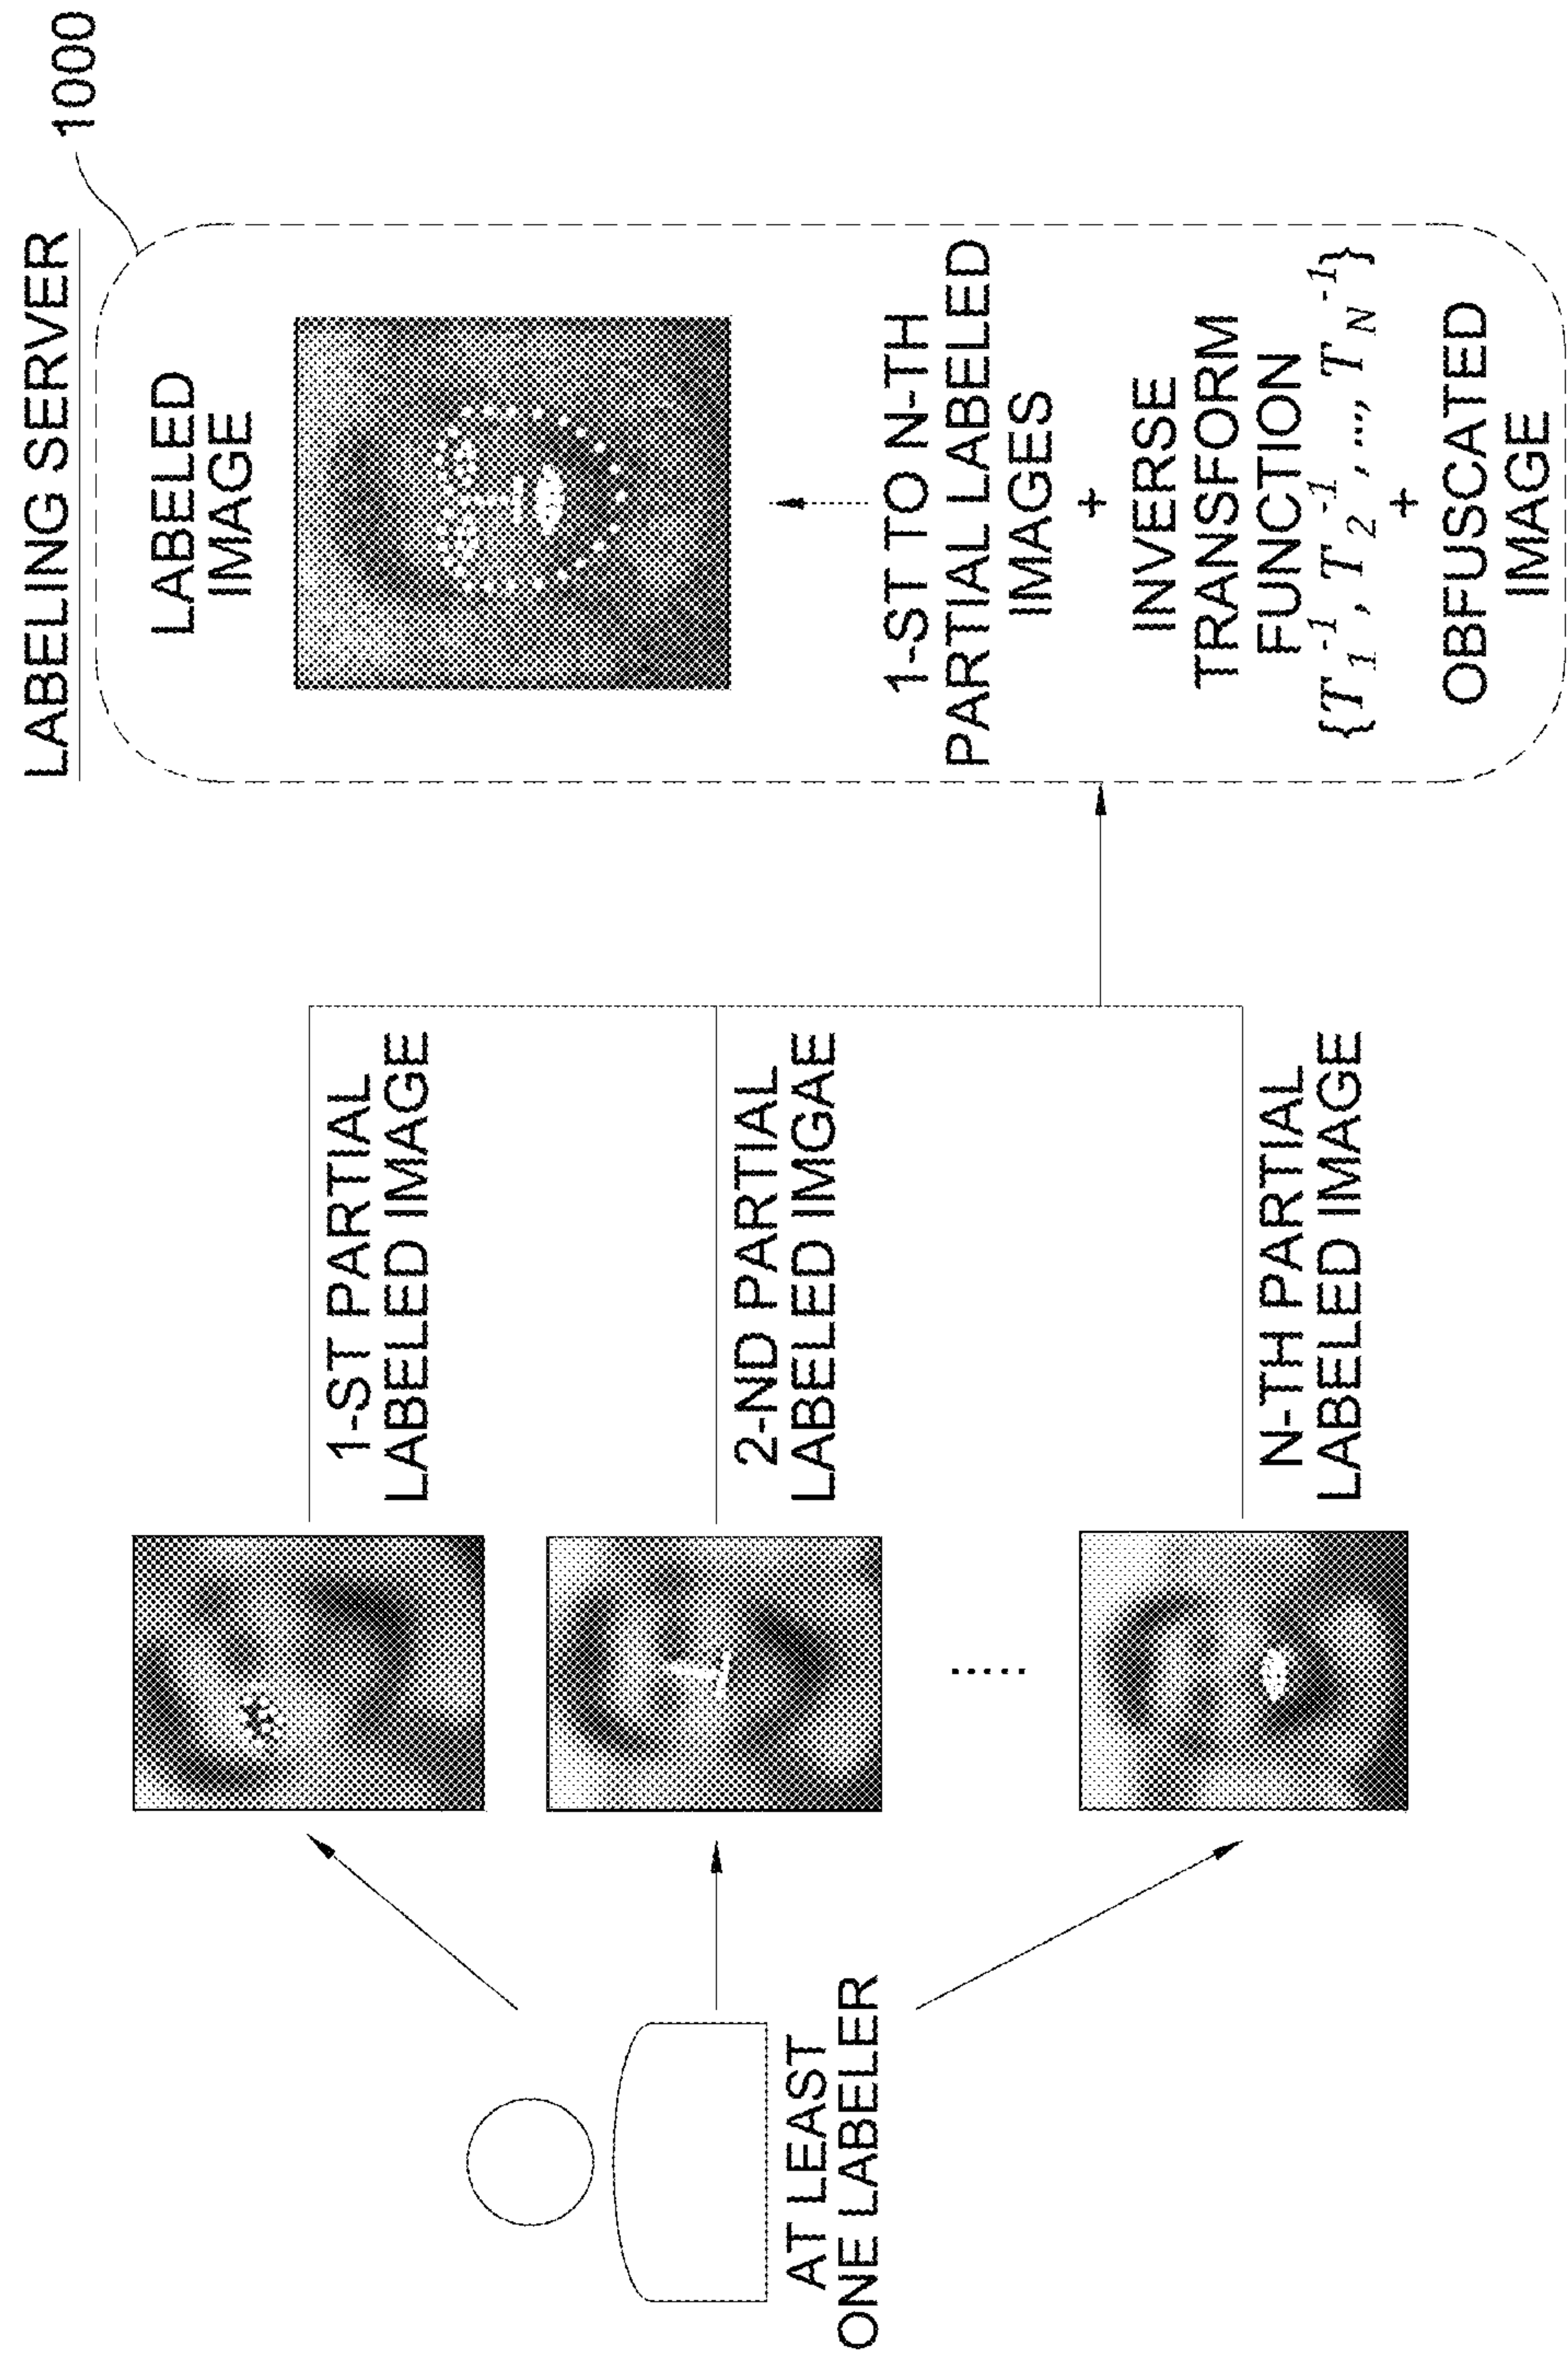 LABELING SERVER
1000
AT LEAST
ONE LABELER
1-ST PARTIAL
LABELED IMAGE
2-ND PARTIAL
LABELED IMGAE
.....
N-TH PARTIAL
LABELED IMAGE
LABELED
IMAGE
1-ST TO N-TH
PARTIAL LABELED
IMAGES
+
INVERSE
TRANSFORM
FUNCTION
{T₁⁻¹, T₂⁻¹, ..., T_N⁻¹}
+
OBFUSCATED
IMAGE